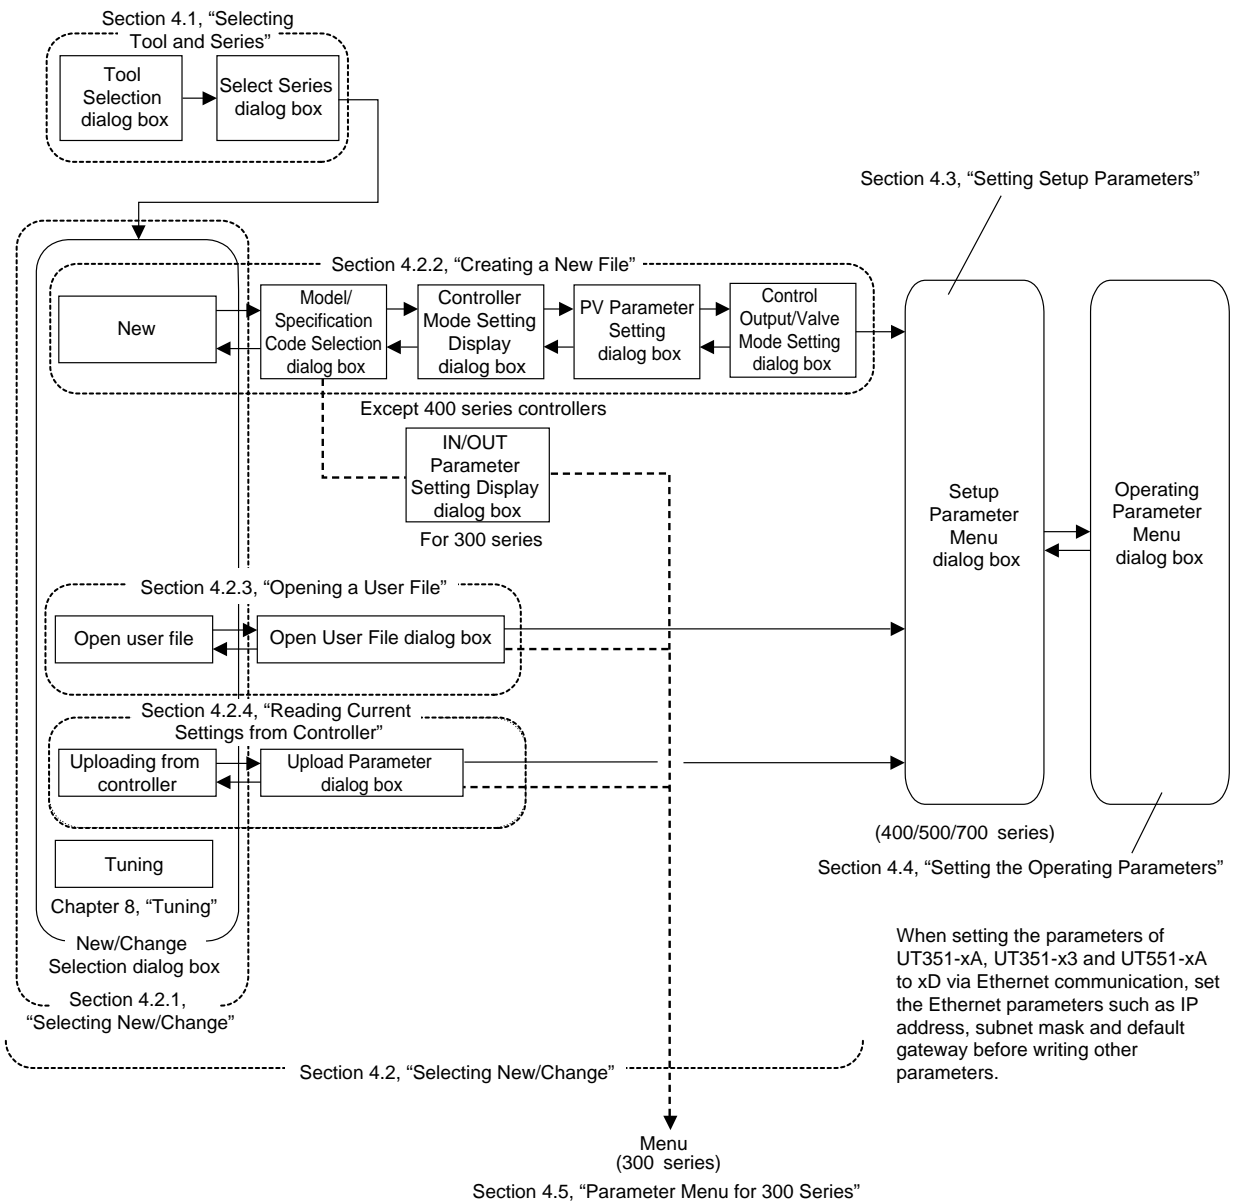 Section 4.1, “Selecting
Tool and Series”
Tool
Selection
dialog box
Select Series
dialog box
Section 4.3, “Setting Setup Parameters”
Section 4.2.2, “Creating a New File”
New
Model/
Specification
Code Selection
dialog box
Controller
Mode Setting
Display
dialog box
PV Parameter
Setting
dialog box
Control
Output/Valve
Mode Setting
dialog box
Except 400 series controllers
IN/OUT
Parameter
Setting Display
dialog box
For 300 series
Setup
Parameter
Menu
dialog box
Operating
Parameter
Menu
dialog box
Section 4.2.3, “Opening a User File”
Open user file
Open User File dialog box
Section 4.2.4, “Reading Current
Settings from Controller”
Uploading from
controller
Upload Parameter
dialog box
(400/500/700 series)
Section 4.4, “Setting the Operating Parameters”
Tuning
Chapter 8, “Tuning”
New/Change
Selection dialog box
Section 4.2.1,
“Selecting New/Change”
Section 4.2, “Selecting New/Change”
When setting the parameters of
UT351-xA, UT351-x3 and UT551-xA
to xD via Ethernet communication, set
the Ethernet parameters such as IP
address, subnet mask and default
gateway before writing other
parameters.
Menu
(300 series)
Section 4.5, “Parameter Menu for 300 Series”